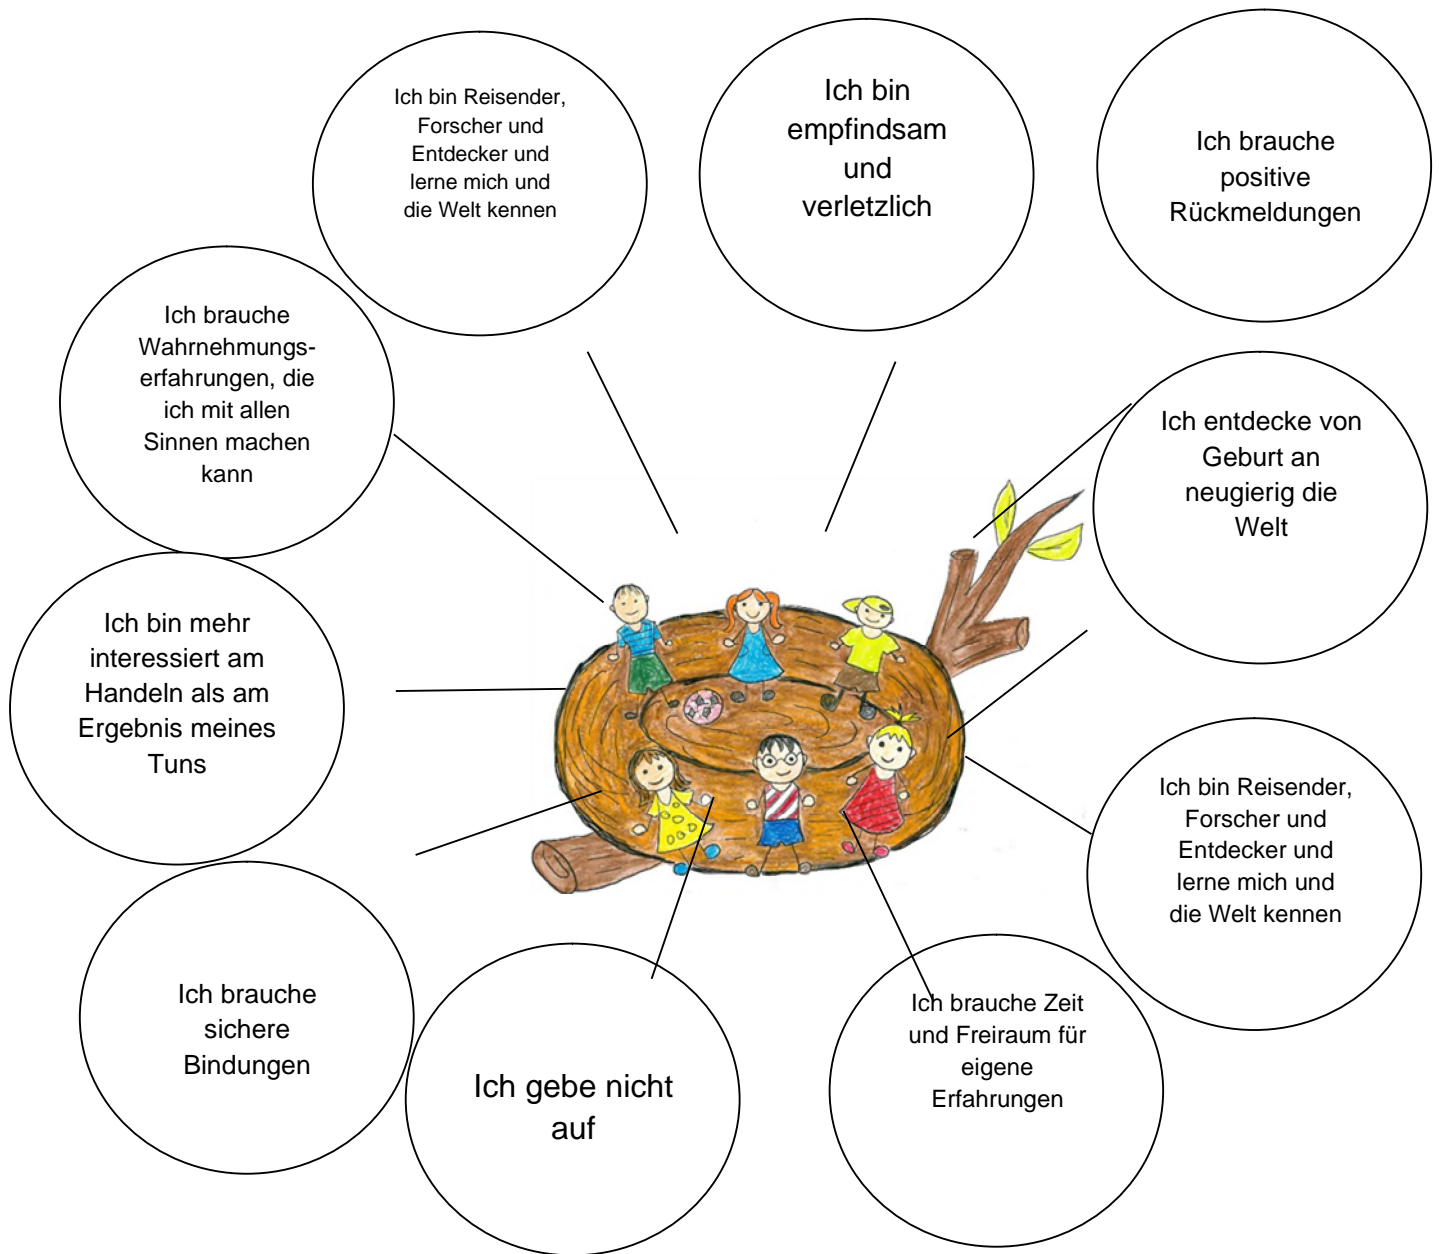 Ich bin Reisender,
Forscher und
Entdecker und
lerne mich und
die Welt kennen
Ich bin
empfindsam
und
verletzlich
Ich brauche
positive
Rückmeldungen
Ich brauche
Wahrnehmungs-
erfahrungen, die
ich mit allen
Sinnen machen
kann
Ich entdecke von
Geburt an
neugierig die
Welt
Ich bin mehr
interessiert am
Handeln als am
Ergebnis meines
Tuns
Ich bin Reisender,
Forscher und
Entdecker und
lerne mich und
die Welt kennen
Ich brauche
sichere
Bindungen
Ich gebe nicht
auf
Ich brauche Zeit
und Freiraum für
eigene
Erfahrungen